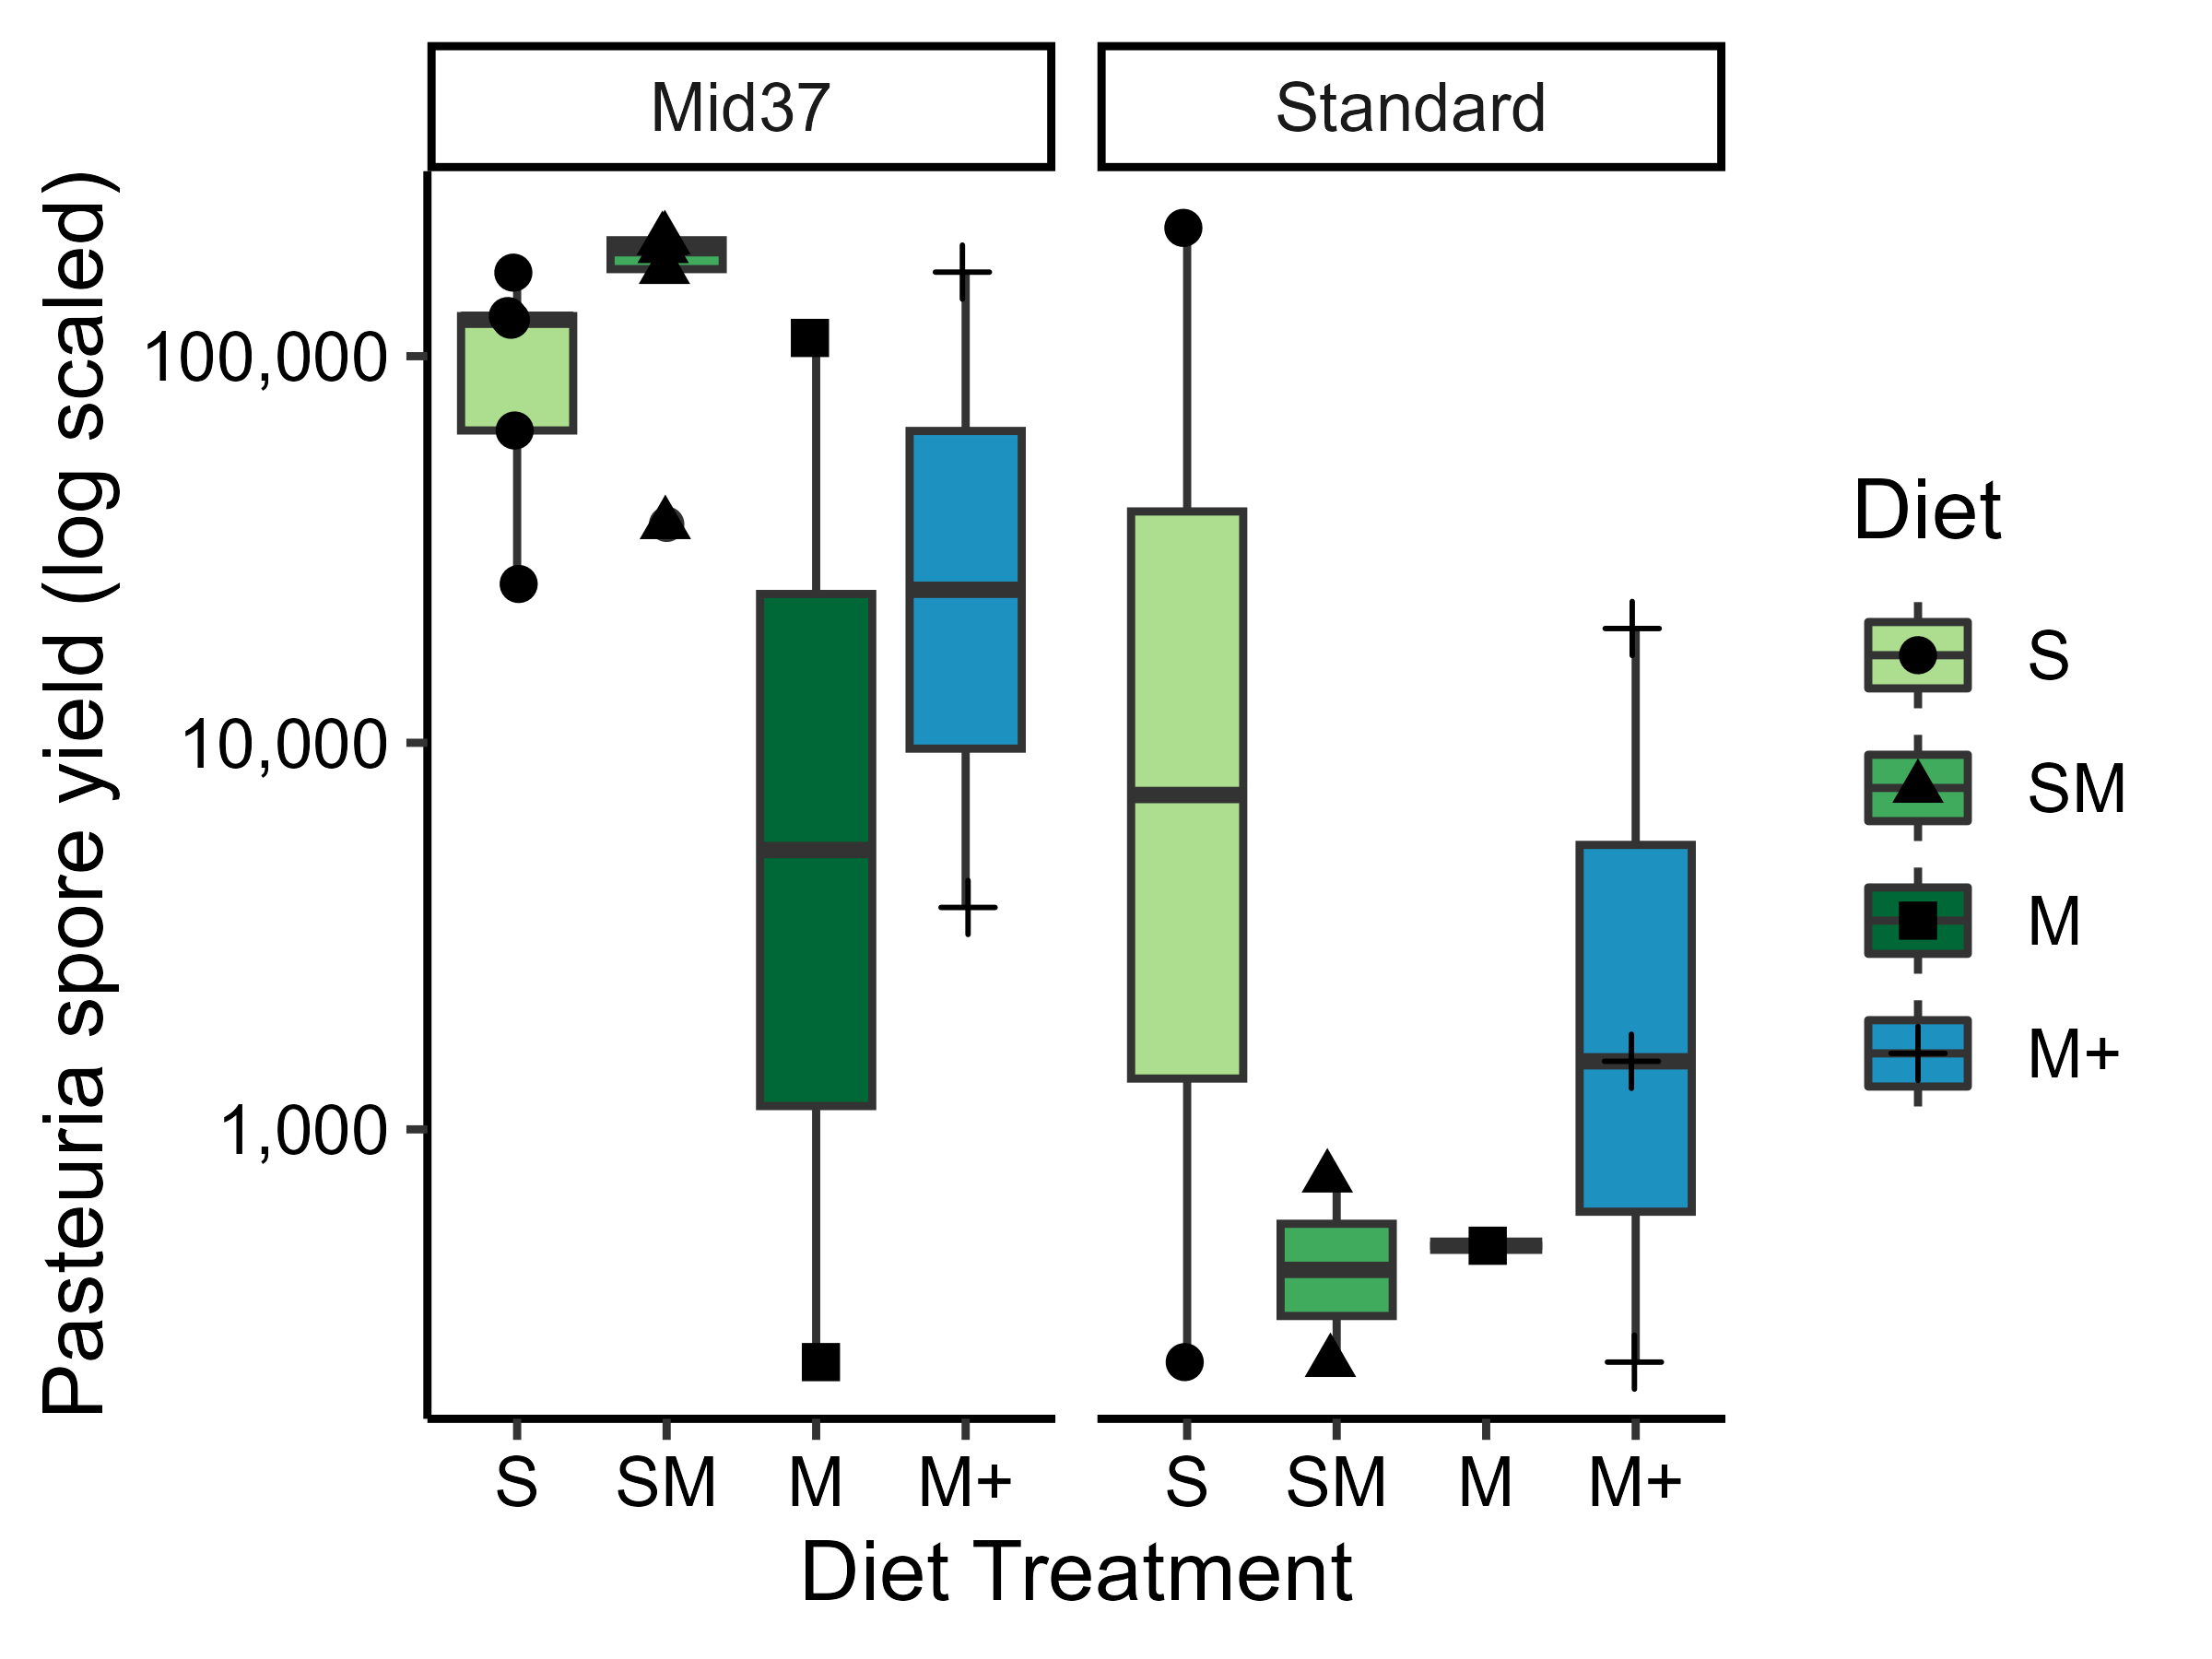 Mid37
Standard
Pasteuria spore yield (log scaled)
100,000
10,000
1,000
S
SM
M
M+
S
SM
M
M+
Diet Treatment
Diet
S
SM
M
M+